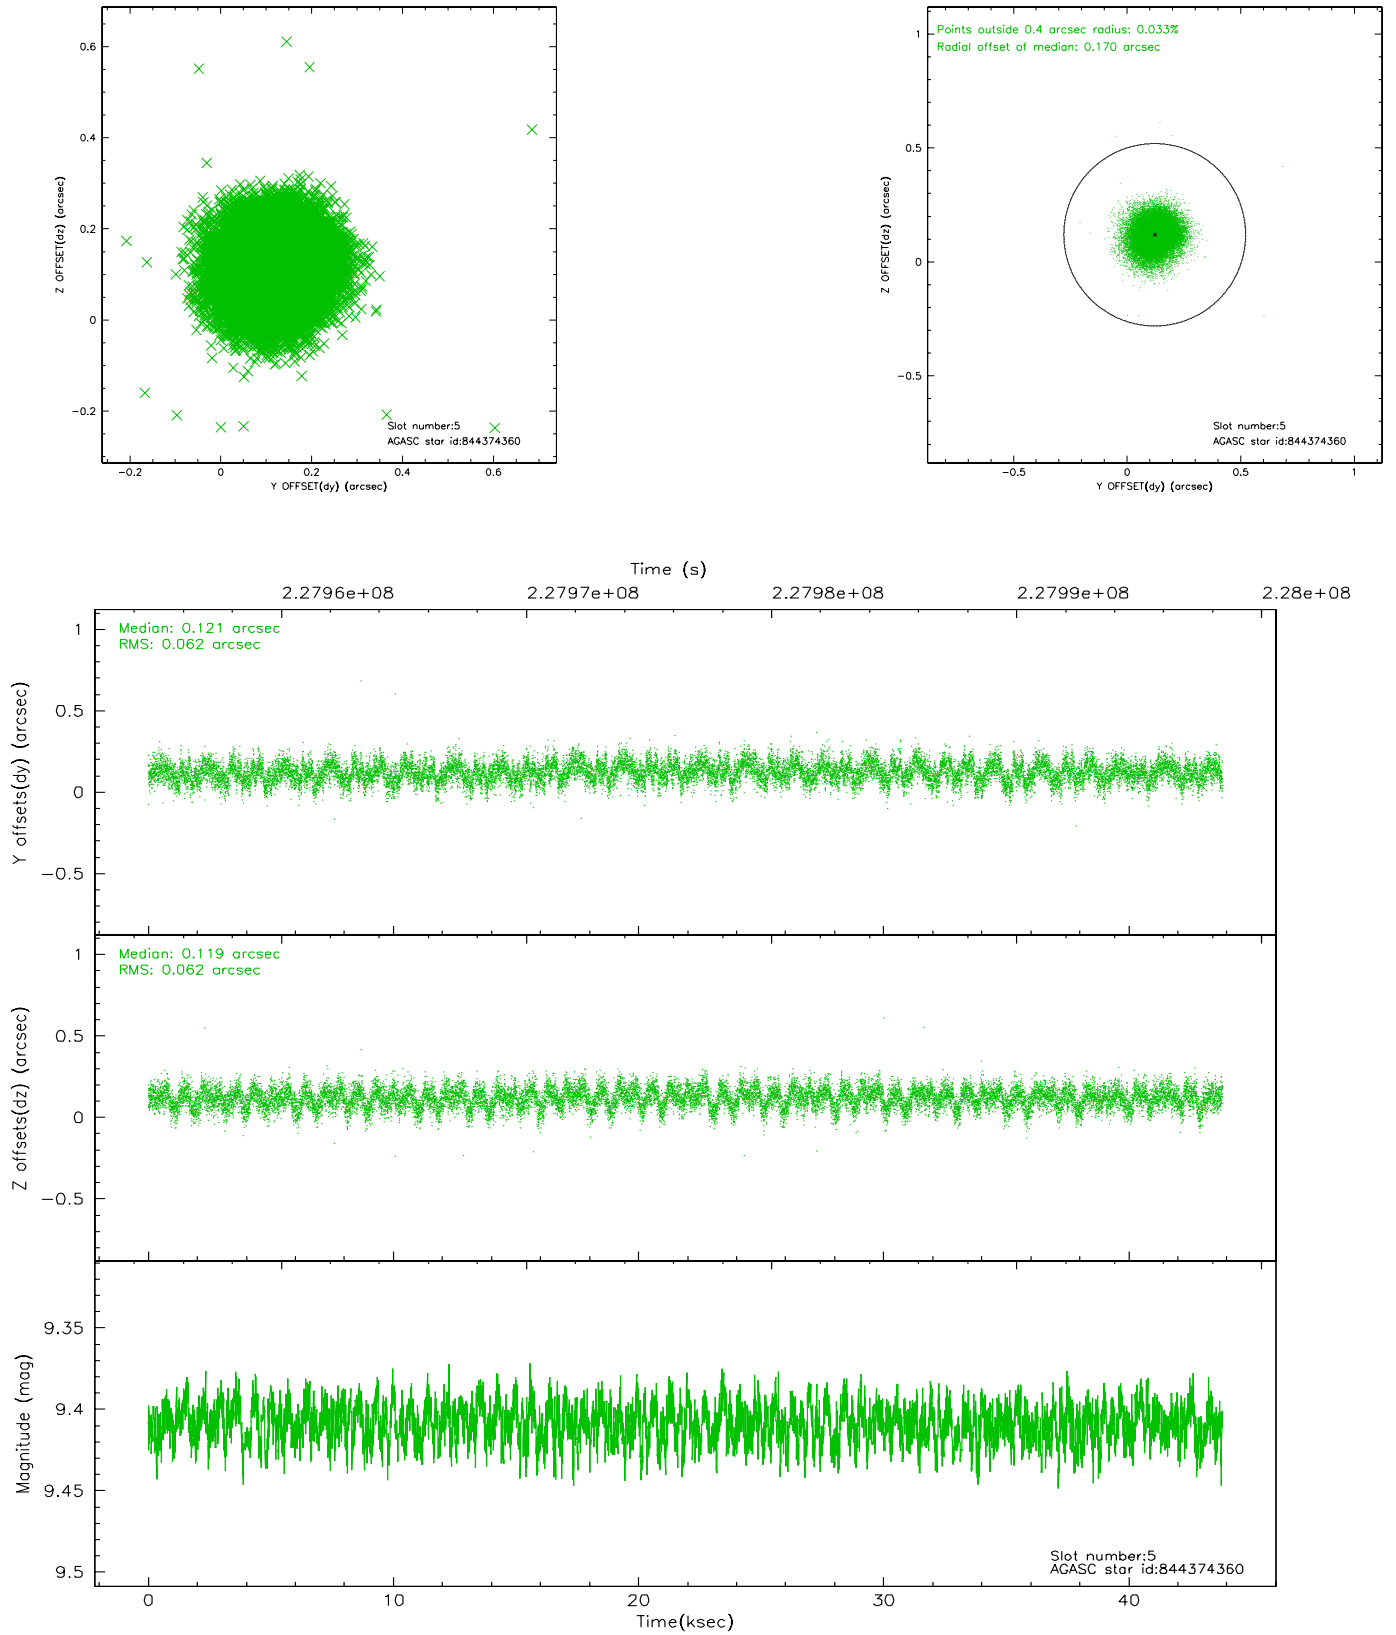 0.6
0.4
0.2
0
−0.2
Z OFFSET(dz) (arcsec)
Slot number:5
AGASC star id:844374360
−0.2 0 0.2 0.4 0.6
Y OFFSET(dy) (arcsec)
Points outside 0.4 arcsec radius: 0.033%
Radial offset of median: 0.170 arcsec
1
0.5
0
−0.5
Z OFFSET(dz) (arcsec)
Slot number:5
AGASC star id:844374360
−0.5 0 0.5 1
Y OFFSET(dy) (arcsec)
Time (s)
2.2796e+08 2.2797e+08 2.2798e+08 2.2799e+08 2.28e+08
Median: 0.121 arcsec
RMS: 0.062 arcsec
1
0.5
0
−0.5
Y offsets(dy) (arcsec)
Median: 0.119 arcsec
RMS: 0.062 arcsec
1
0.5
0
−0.5
Z offsets(dz) (arcsec)
9.35
9.4
9.45
9.5
Magnitude (mag)
Slot number:5
AGASC star id:844374360
0 10 20 30 40
Time(ksec)